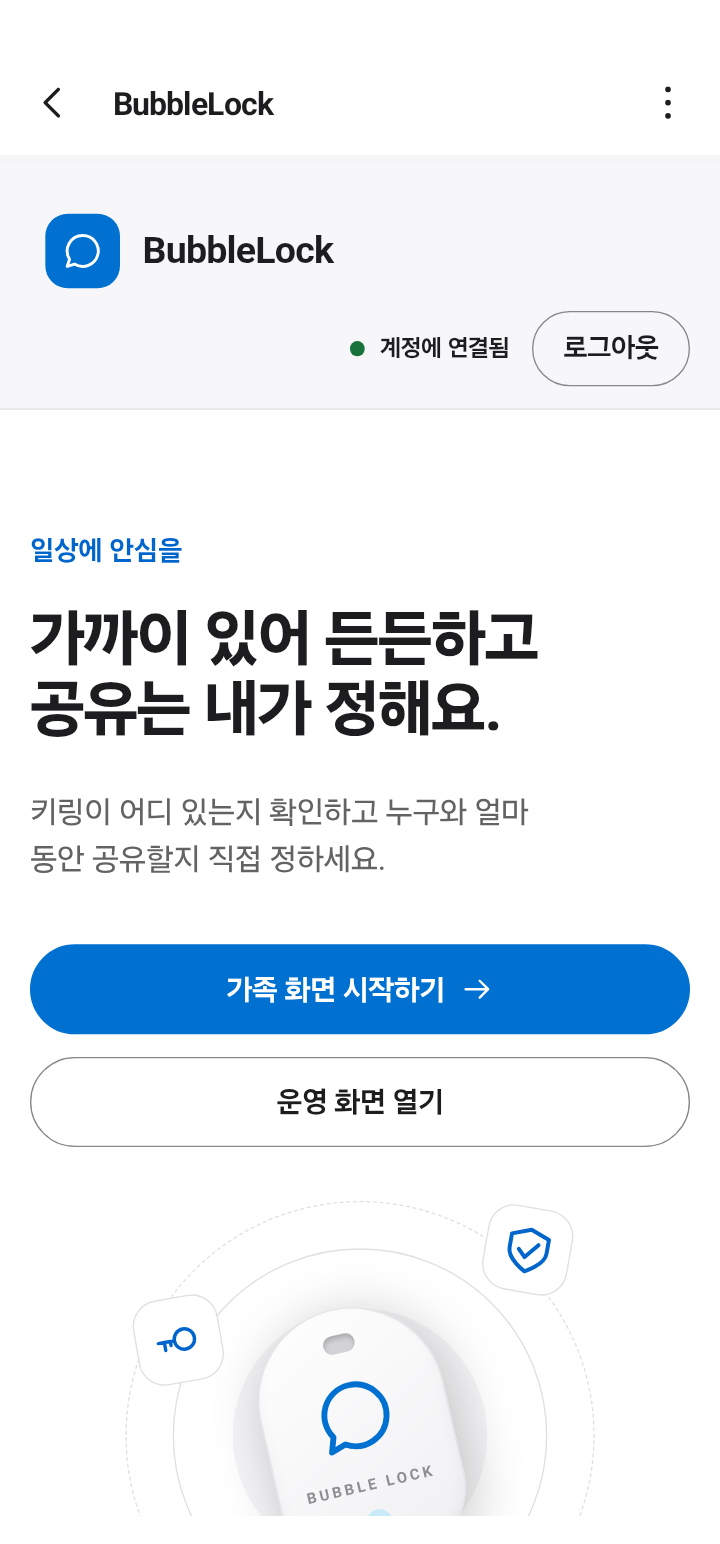 BubbleLock
BubbleLock
계정에 연결됨
로그아웃
일상에 안심을
가까이 있어 든든하고
공유는 내가 정해요.
키링이 어디 있는지 확인하고 누구와 얼마
동안 공유할지 직접 정하세요.
가족 화면 시작하기 →
운영 화면 열기
BUBBLE LOCK